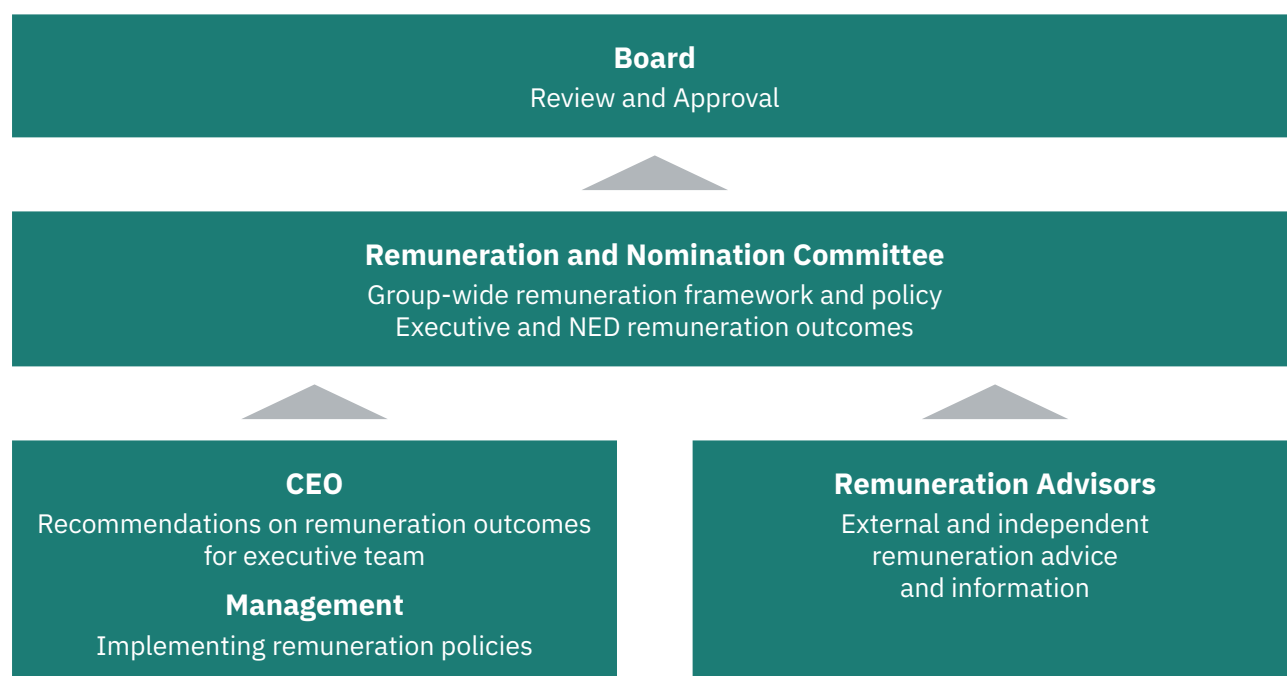 Board
Review and Approval
Remuneration and Nomination Committee
Group-wide remuneration framework and policy
Executive and NED remuneration outcomes
CEO
Recommendations on remuneration outcomes
for executive team
Management
Implementing remuneration policies
Remuneration Advisors
External and independent
remuneration advice
and information